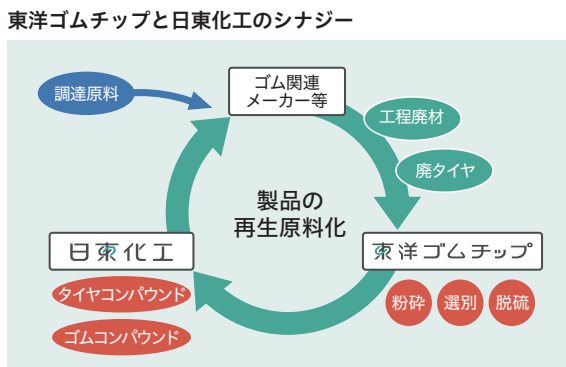 東洋ゴムチップと日東化工のシナジー
調達原料
ゴム関連
メーカー等
工程廃材
廃タイヤ
製品の
再生原料化
日東化工
東洋ゴムチップ
タイヤコンパウンド
ゴムコンパウンド
粉砕
選別
脱硫